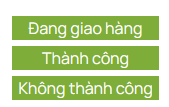 Đang giao hàng
Thành công
Không thành công